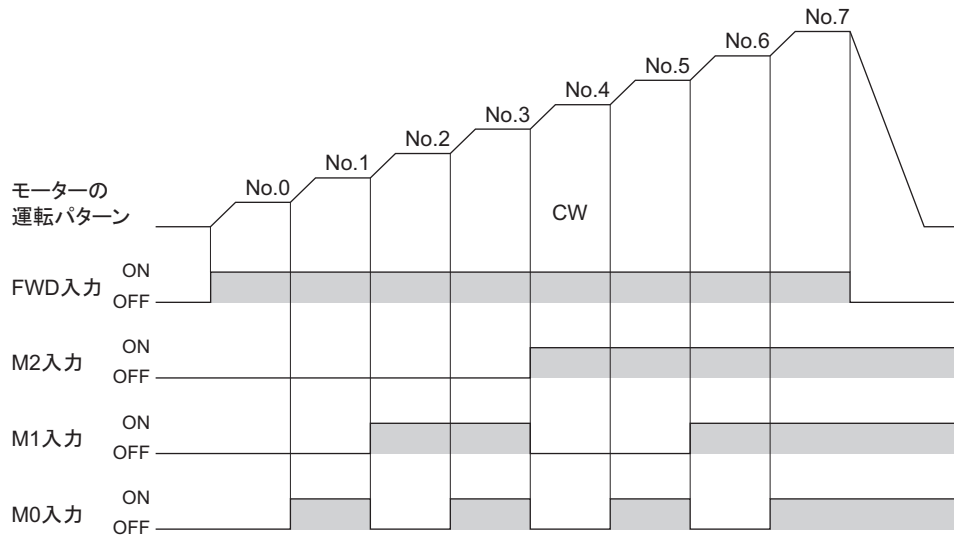 No.7
No.6
No.5
No.4
No.3
No.2
No.1
No.0
モーターの
運転パターン
CW
ON
FWD入力
OFF
ON
M2入力
OFF
ON
M1入力
OFF
ON
M0入力
OFF